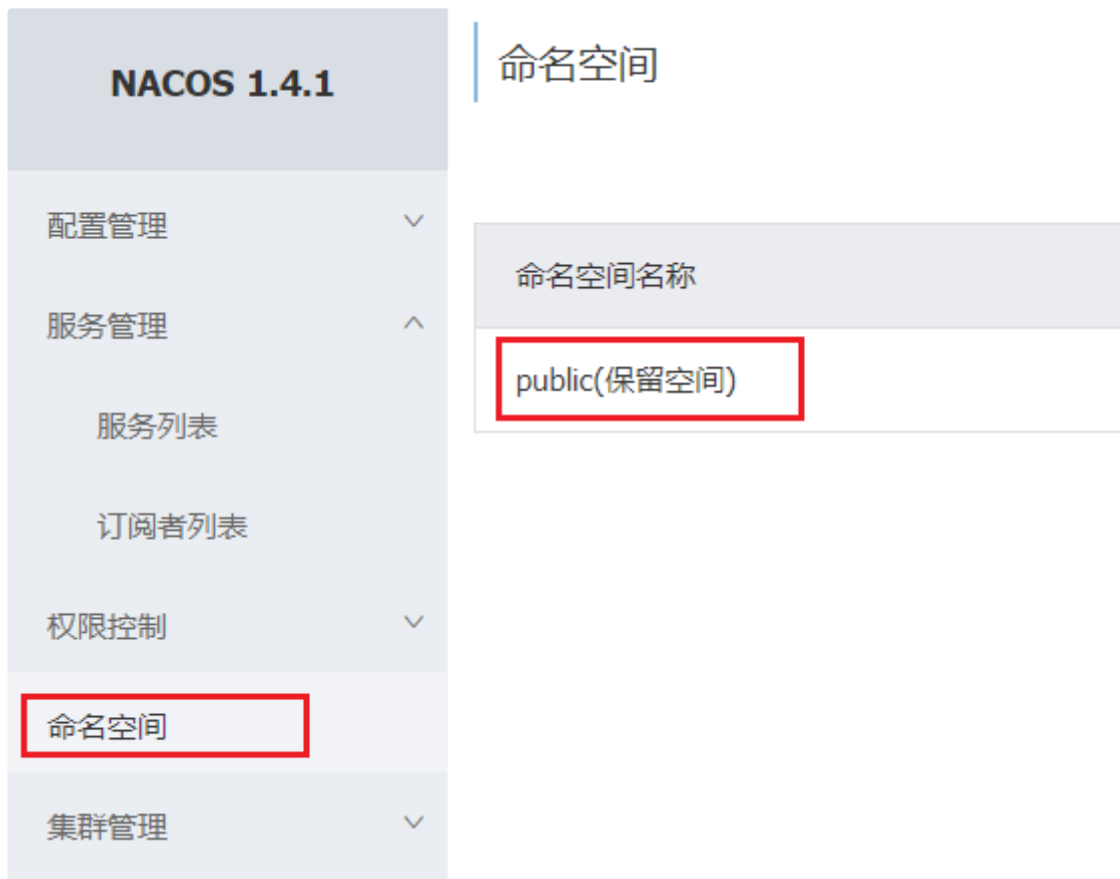 NACOS 1.4.1
配置管理
服务管理
服务列表
订阅者列表
权限控制
命名空间
集群管理
命名空间
命名空间名称
public(保留空间)